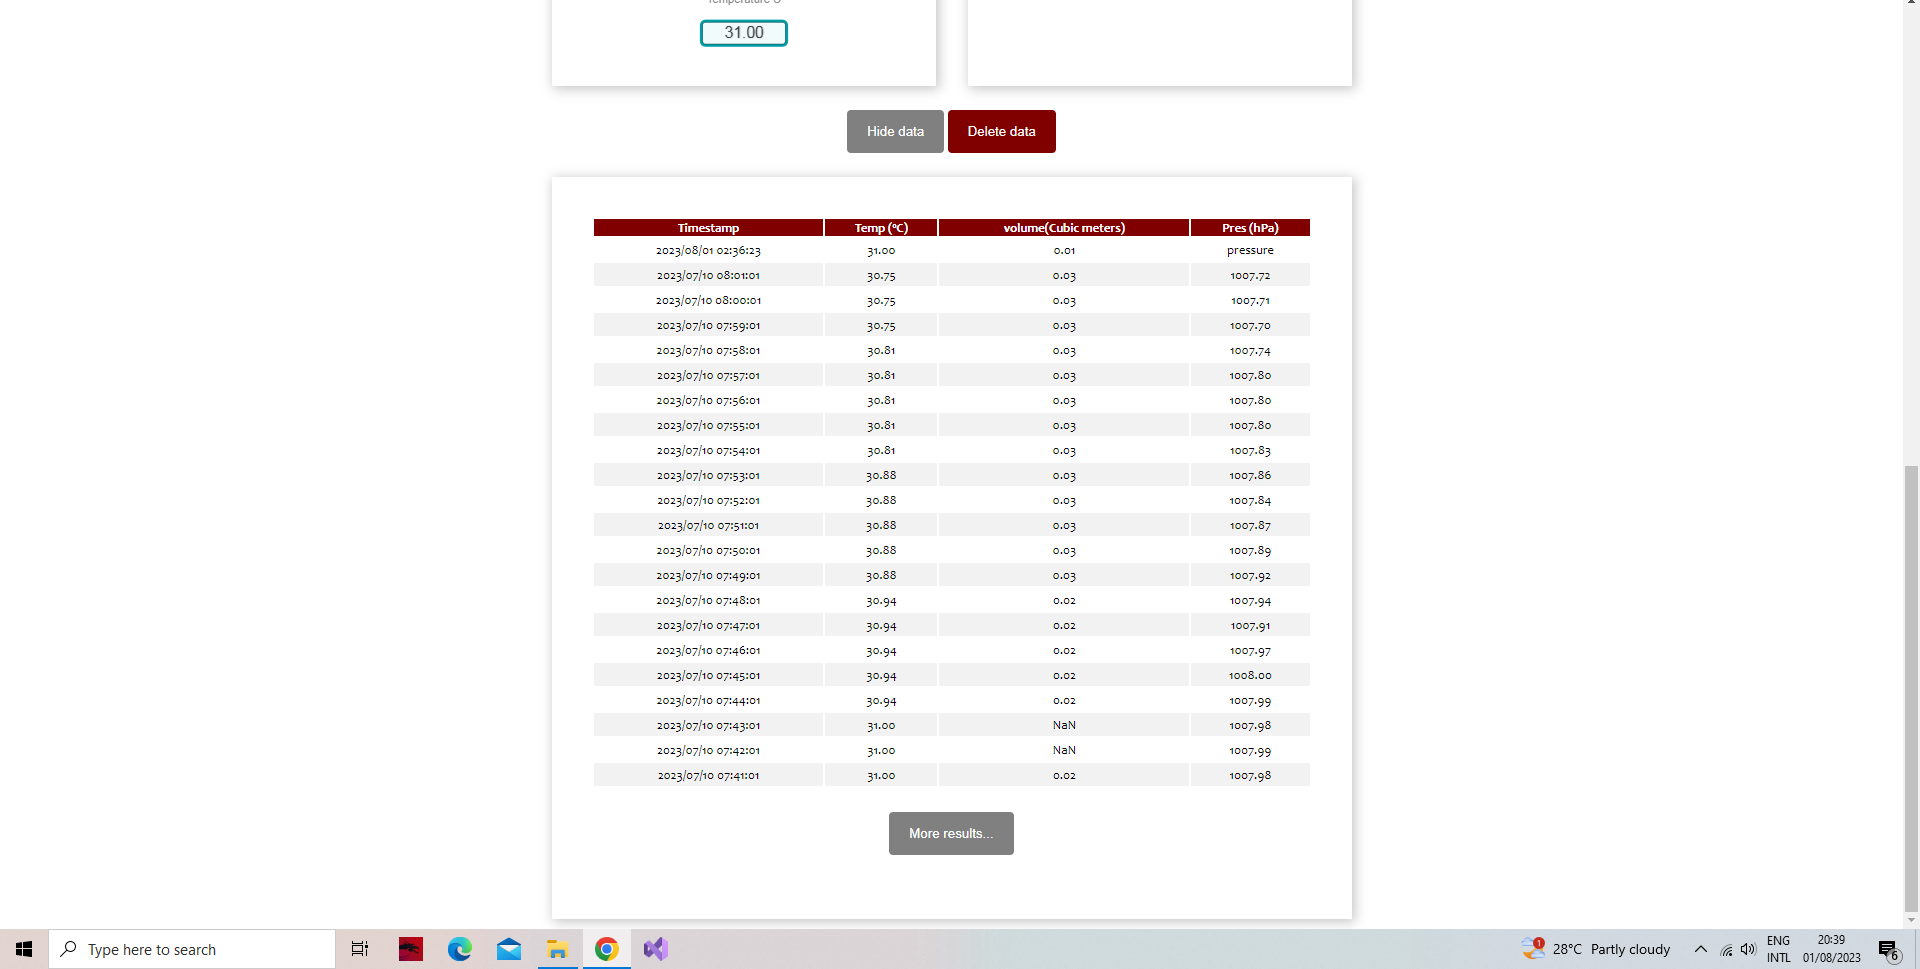 Temperature C
31.00
Hide data Delete data
Timestamp Temp (ºC) volume(Cubic meters) Pres (hPa)
2023/08/01 02:36:23 31.00 0.01 pressure
2023/07/10 08:01:01 30.75 0.03 1007.72
2023/07/10 08:00:01 30.75 0.03 1007.71
2023/07/10 07:59:01 30.75 0.03 1007.70
2023/07/10 07:58:01 30.81 0.03 1007.74
2023/07/10 07:57:01 30.81 0.03 1007.80
2023/07/10 07:56:01 30.81 0.03 1007.80
2023/07/10 07:55:01 30.81 0.03 1007.80
2023/07/10 07:54:01 30.81 0.03 1007.83
2023/07/10 07:53:01 30.88 0.03 1007.86
2023/07/10 07:52:01 30.88 0.03 1007.84
2023/07/10 07:51:01 30.88 0.03 1007.87
2023/07/10 07:50:01 30.88 0.03 1007.89
2023/07/10 07:49:01 30.88 0.03 1007.92
2023/07/10 07:48:01 30.94 0.02 1007.94
2023/07/10 07:47:01 30.94 0.02 1007.91
2023/07/10 07:46:01 30.94 0.02 1007.97
2023/07/10 07:45:01 30.94 0.02 1008.00
2023/07/10 07:44:01 30.94 0.02 1007.99
2023/07/10 07:43:01 31.00 NaN 1007.98
2023/07/10 07:42:01 31.00 NaN 1007.99
2023/07/10 07:41:01 31.00 0.02 1007.98
More results...
Type here to search 1 28°C Partly cloudy ENG 20:39
INTL 01/08/2023 6